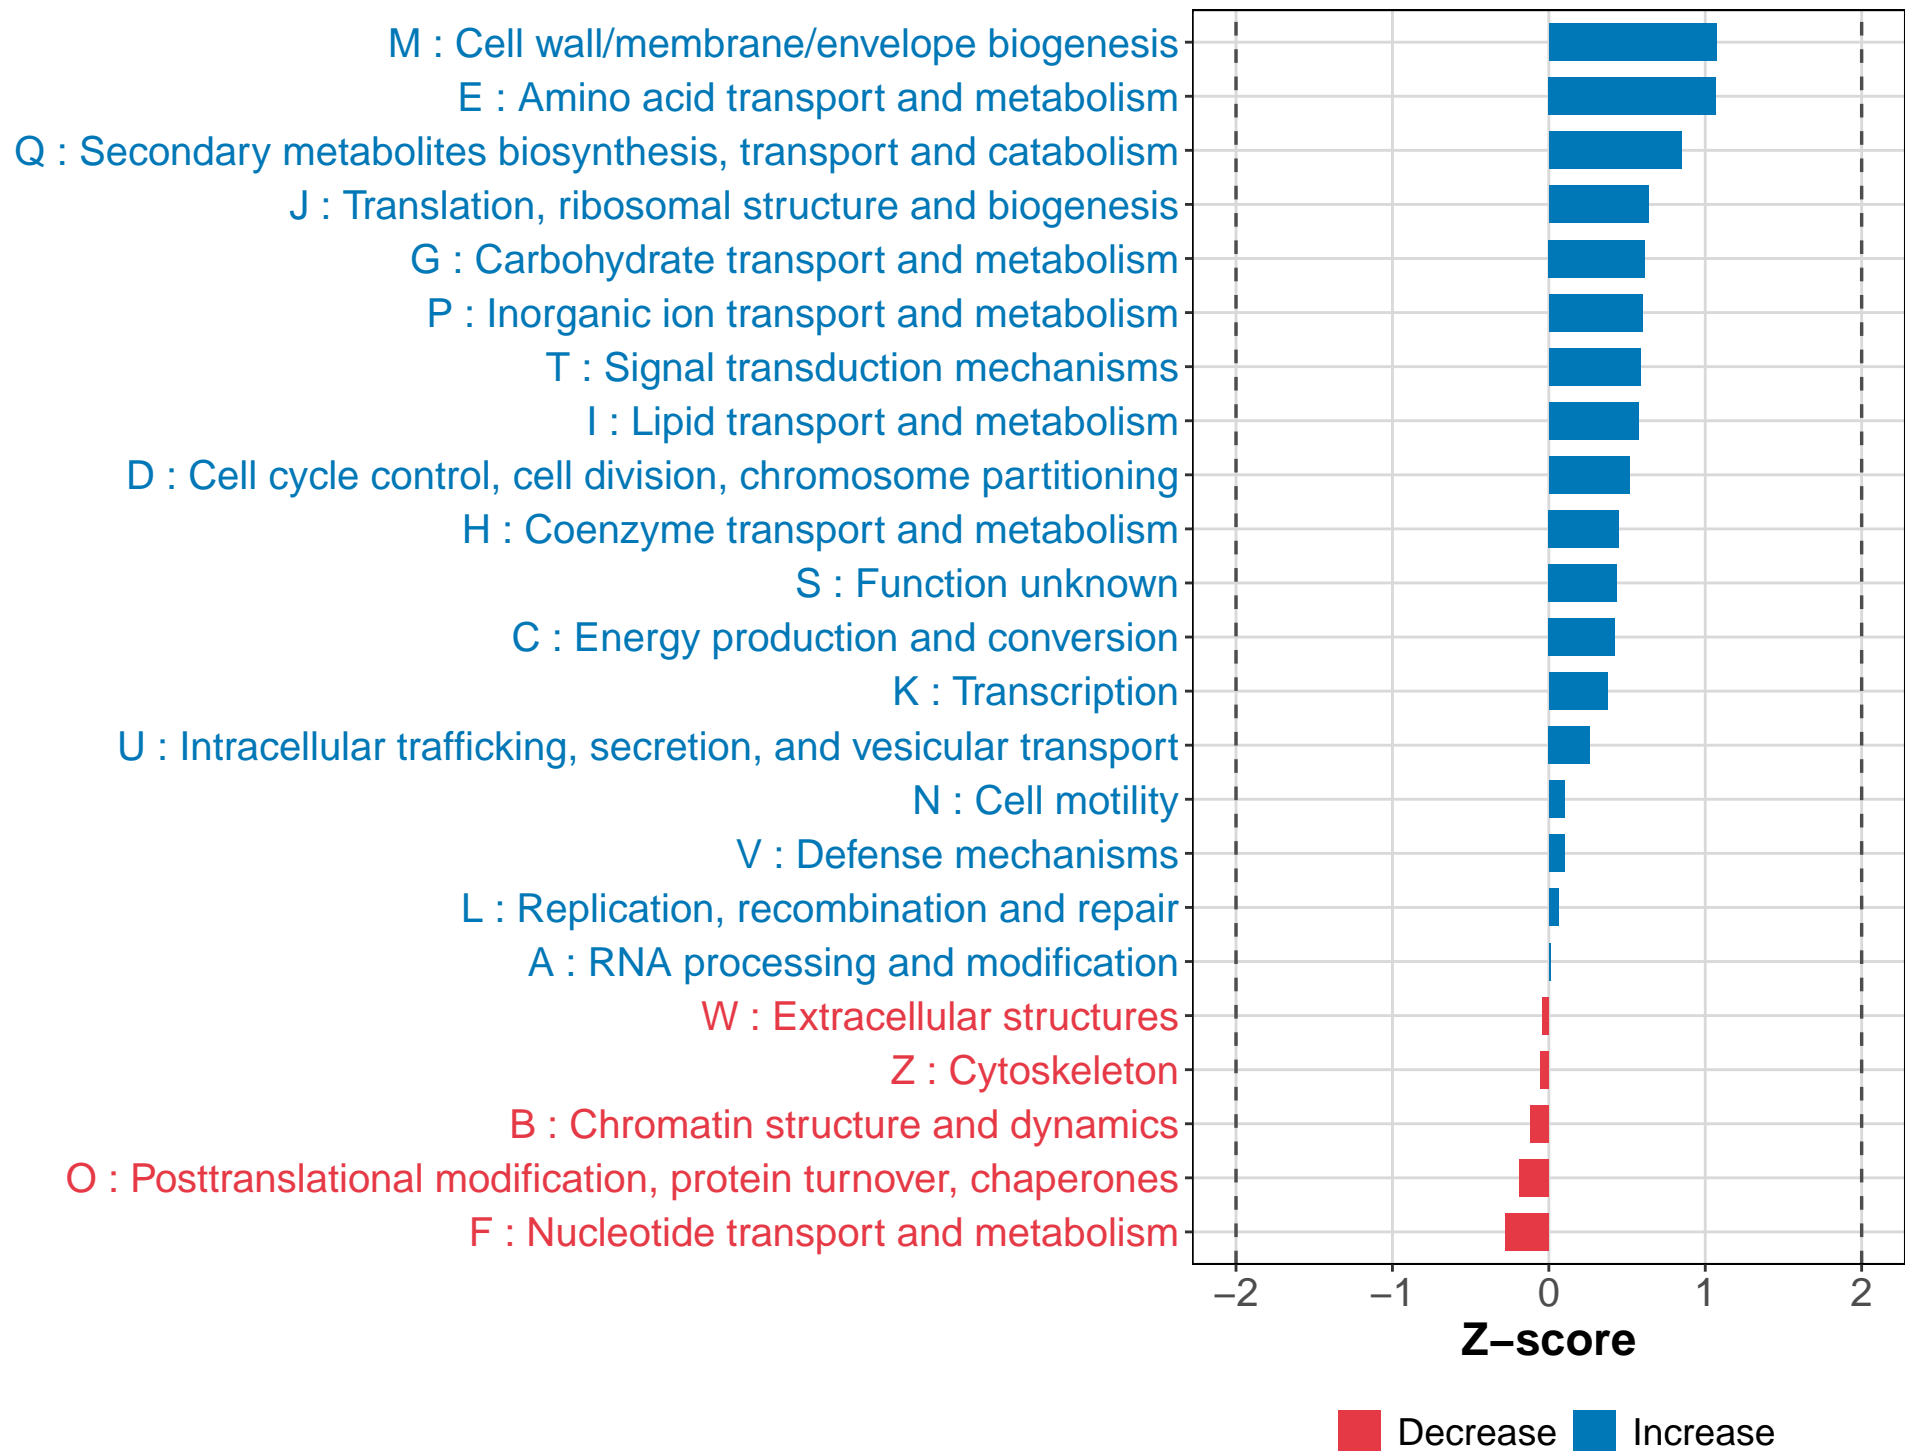 M : Cell wall/membrane/envelope biogenesis
E : Amino acid transport and metabolism
Q : Secondary metabolites biosynthesis, transport and catabolism
J : Translation, ribosomal structure and biogenesis
G : Carbohydrate transport and metabolism
P : Inorganic ion transport and metabolism
T : Signal transduction mechanisms
I : Lipid transport and metabolism
D : Cell cycle control, cell division, chromosome partitioning
H : Coenzyme transport and metabolism
S : Function unknown
C : Energy production and conversion
K : Transcription
U : Intracellular trafficking, secretion, and vesicular transport
N : Cell motility
V : Defense mechanisms
L : Replication, recombination and repair
A : RNA processing and modification
W : Extracellular structures
Z : Cytoskeleton
B : Chromatin structure and dynamics
O : Posttranslational modification, protein turnover, chaperones
F : Nucleotide transport and metabolism
−2 −1 0 1 2
Z−score
Decrease Increase